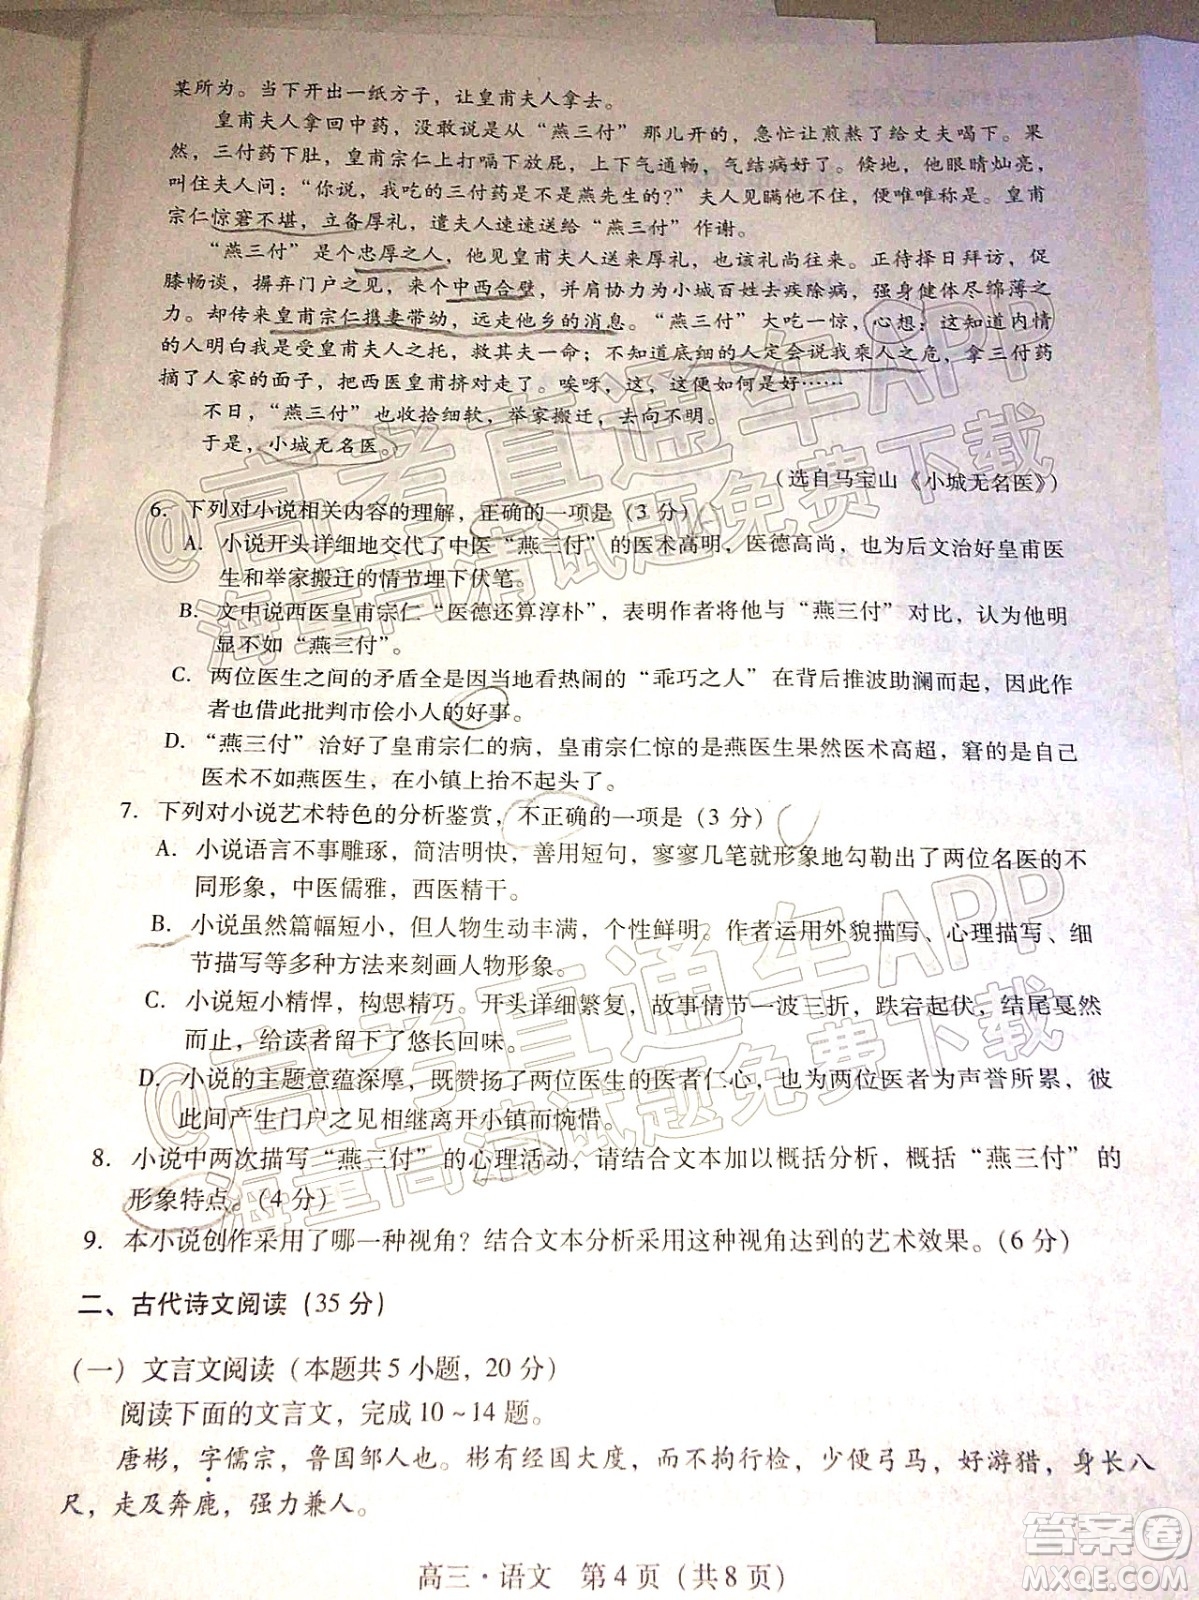 某所为。当下开出一纸方子，让皇甫夫人拿去。
皇甫夫人拿回中药，没敢说是从“燕三付”那儿开的，急忙让煎熬了给丈夫喝下。果
然，三付药下肚，皇甫宗仁上打嗝下放屁，上下气通畅，气结病好了。倏地，他眼睛灿亮，
叫住夫人问：“你说，我吃的三付药是不是燕先生的？”夫人见瞒他不住，便唯唯称是。皇甫
宗仁惊窘不堪，立备厚礼，遣夫人速速送给“燕三付”作谢。
“燕三付”是个忠厚之人，他见皇甫夫人送来厚礼，也该礼尚往来。正待择日拜访，促
膝畅谈，摒弃门户之见，来个中西合璧，并肩协力为小城百姓去疾除病，强身健体尽绵薄之
力。却传来皇甫宗仁携妻带幼，远走他乡的消息。“燕三付”大吃一惊，心想：这知道内情
的人明白我是受皇甫夫人之托，救其夫一命；不知道底细的人定会说我乘人之危，拿三付药
摘了人家的面子，把西医皇甫挤对走了。唉呀，这，这便如何是好……
不日，“燕三付”也收拾细软，举家搬迁，去向不明。
于是，小城无名医。
（选自马宝山《小城无名医》）
6．下列对小说相关内容的理解，正确的一项是（3 分）
A．小说开头详细地交代了中医“燕三付”的医术高明，医德高尚，也为后文治好皇甫医
生和举家搬迁的情节埋下伏笔。
B．文中说西医皇甫宗仁“医德还算淳朴”，表明作者将他与“燕三付”对比，认为他明
显不如“燕三付”。
C．两位医生之间的矛盾全是因当地看热闹的“乖巧之人”在背后推波助澜而起，故作
者也借此批判市侩小人的好事。
D．“燕三付”治好了皇甫宗仁的病，皇甫宗仁惊的是燕医生果然医术高超，窘的是自己
医术不如燕医生，在小镇上抬不起头了。
7．下列对小说艺术特色的分析鉴赏，不正确的一项是（3 分）
A．小说语言不事雕琢，简洁明快，善用短句，寥寥几笔就形象地勾勒出了两位名医的不
同形象，中医儒雅，西医精干。
B．小说虽然篇幅短小，但人物生动丰满，个性鲜明。作者运用外貌描写、心理描写、细
节描写等多种方法来刻画人物形象。
C．小说短小精悍，构思精巧。开头详细繁复，故事情节一波三折，跌宕起伏，结尾戛然
而止，给读者留下了悠长回味。
D．小说的主题意蕴深厚，既赞扬了两位医生的医者仁心，也为两位医者为声誉所累，彼
此间产生门户之见相继离开小镇而惋惜。
8．小说中两次描写“燕三付”的心理活动，请结合文本加以概括分析，概括“燕三付”的
形象特点。（4 分）
9．本小说创作采用了哪一种视角？结合文本分析采用这种视角达到的艺术效果。（6 分）
二、古代诗文阅读（35 分）
（一）文言文阅读（本题共5小题，20 分）
阅读下面的文言文，完成10～14题。
唐彬，字儒宗，鲁国邹人也。彬有经国大度，而不拘行检，少便弓马，好游猎，身长八
尺，走及奔鹿，强力兼人。
高三·语文 第4页（共8页）
@高考直通车APP
海量高清试题免费下载
@高考直通车APP
海量高清试题免费下载
答案圈
MXQE.COM